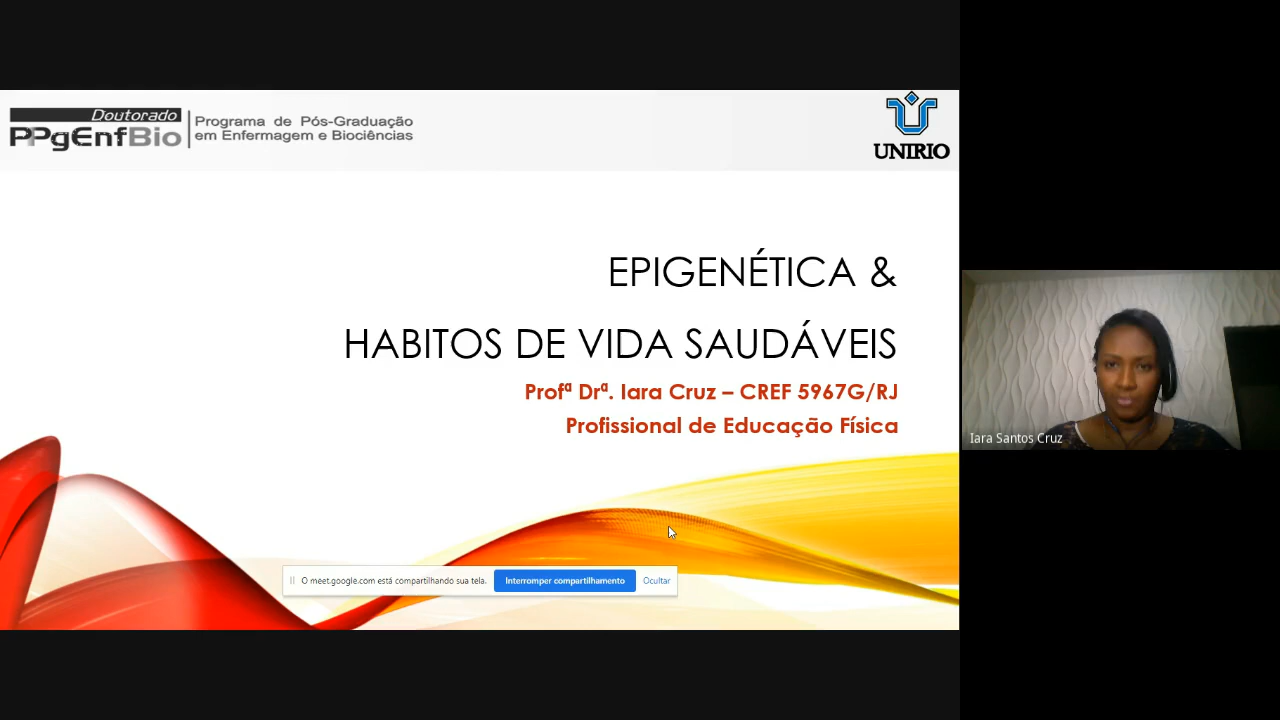 Doutorado
PPgEnfBio
Programa de Pós-Graduação
em Enfermagem e Biociências
UNIRIO
EPIGENÉTICA &
HABITOS DE VIDA SAUDÁVEIS
Profª Drª. Iara Cruz – CREF 5967G/RJ
Profissional de Educação Física
Iara Santos Cruz
O meet.google.com está compartilhando sua tela. Interromper compartilhamento Ocultar